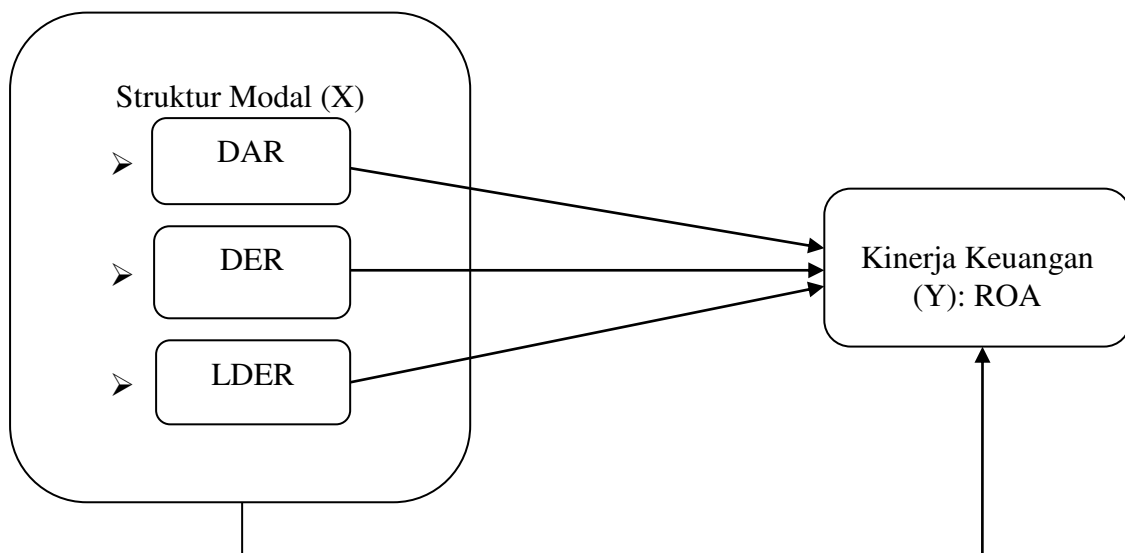 Struktur Modal (X)
➢ DAR
➢ DER
➢ LDER
Kinerja Keuangan
(Y): ROA